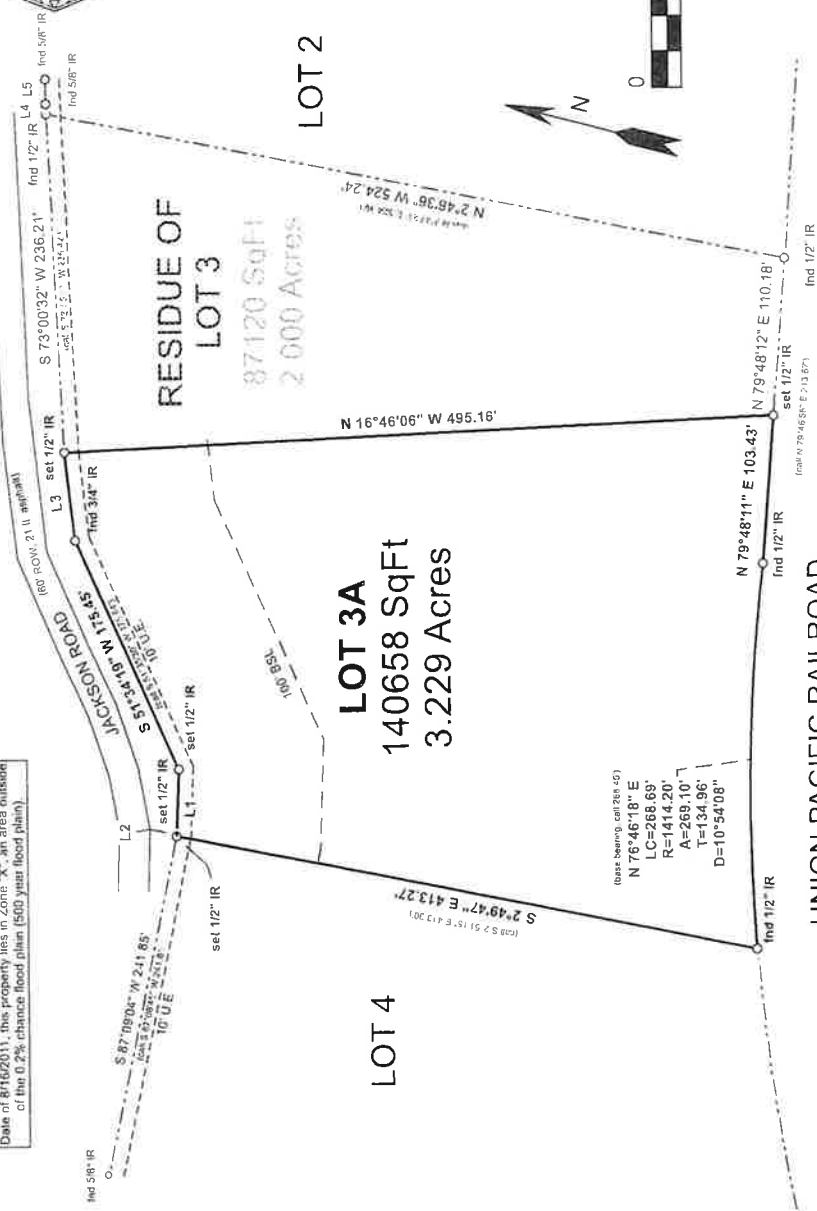 Date of 8/16/2011, this property lies in Zone "X", an area outside
of the 0.2% chance flood plain (500 year flood plain).
fnd 5/8" IR
L4 L5
fnd 1/2" IR
fnd 5/8" IR
S 73°00'32" W 236.21'
(60' ROW, 21 ft. asphalt)
JACKSON ROAD
L3
set 1/2" IR
fnd 3/4" IR
S 51°34'19" W 175.45'
10' U.E.
L2
set 1/2" IR
set 1/2" IR
L1
set 1/2" IR
S 87°09'04" W 241.85'
10' U.E
fnd 5/8" IR
LOT 2
RESIDUE OF
LOT 3
87120 SqFt
2.000 Acres
N 2°46'36" W 524.24'
N
0
N 16°46'06" W 495.16'
100' BSL
LOT 3A
140658 SqFt
3.229 Acres
S 2°49'47" E 413.27'
LOT 4
(base bearing, call 268.45')
N 76°46'18" E
LC=268.69'
R=1414.20'
A=269.10'
T=134.96'
D=10°54'08"
N 79°48'11" E 103.43'
N 79°48'12" E 110.18'
set 1/2" IR
(call N 79°46'58" E 213.67')
fnd 1/2" IR
fnd 1/2" IR
fnd 1/2" IR
UNION PACIFIC RAILROAD